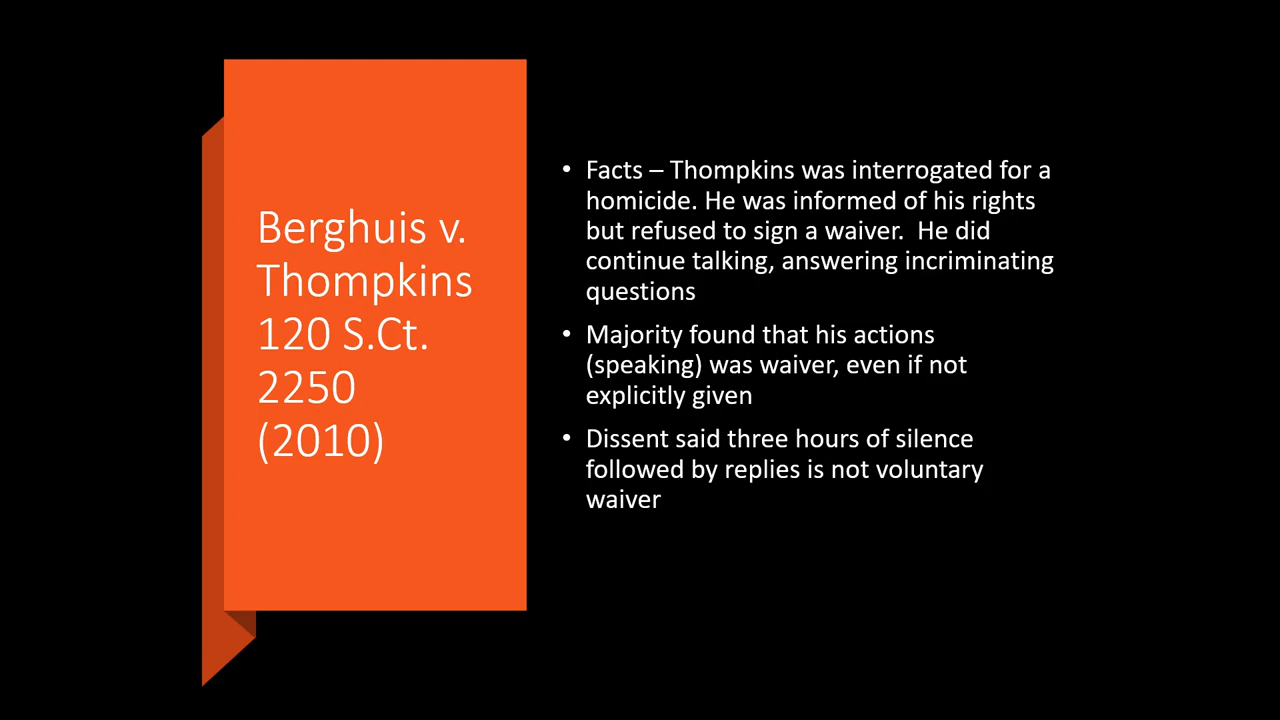 Berghuis v.
Thompkins
120 S.Ct.
2250
(2010)
• Facts – Thompkins was interrogated for a
homicide. He was informed of his rights
but refused to sign a waiver.  He did
continue talking, answering incriminating
questions
• Majority found that his actions
(speaking) was waiver, even if not
explicitly given
• Dissent said three hours of silence
followed by replies is not voluntary
waiver